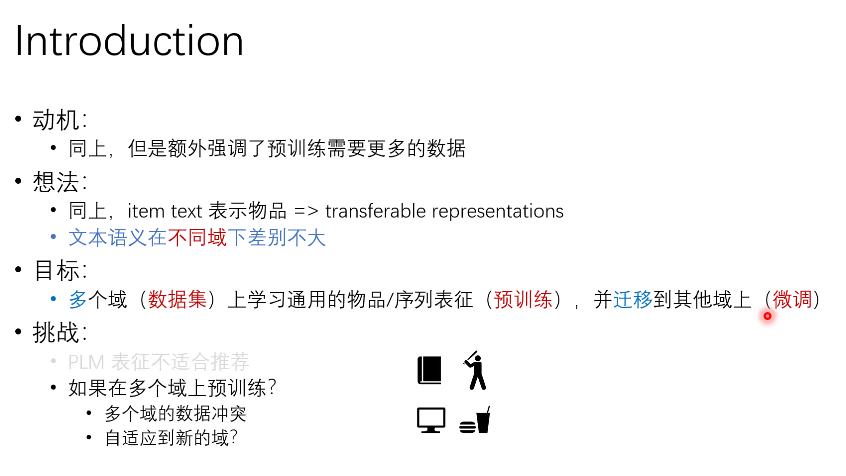 Introduction
• 动机：
• 同上，但是额外强调了预训练需要更多的数据
• 想法：
• 同上，item text 表示物品 => transferable representations
• 文本语义在不同域下差别不大
• 目标：
• 多个域（数据集）上学习通用的物品/序列表征（预训练），并迁移到其他域上（微调）
• 挑战：
• PLM 表征不适合推荐
• 如果在多个域上预训练？
• 多个域的数据冲突
• 自适应到新的域？